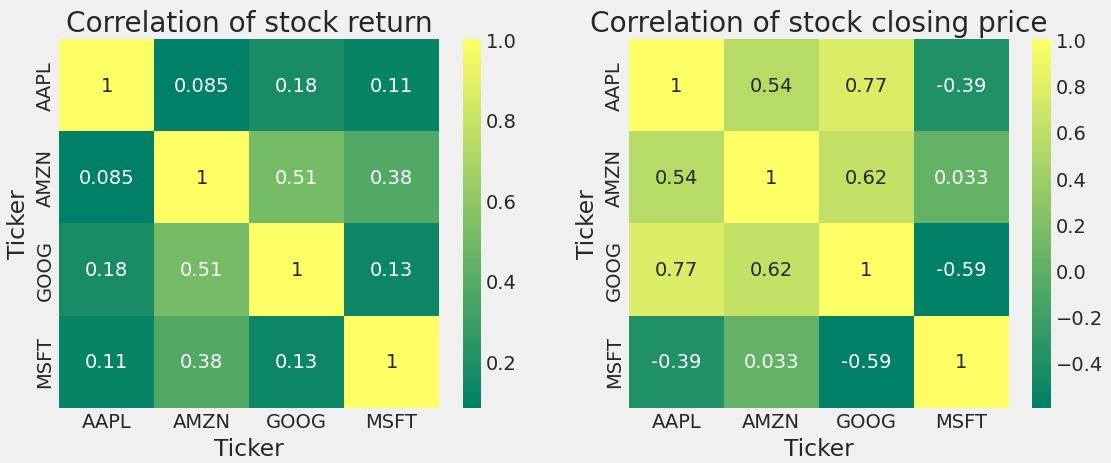 Correlation of stock return
Ticker
AAPL
1
0.085
0.18
0.11
AMZN
0.085
1
0.51
0.38
GOOG
0.18
0.51
1
0.13
MSFT
0.11
0.38
0.13
1
AAPL
AMZN
GOOG
MSFT
Ticker
1.0
0.8
0.6
0.4
0.2
Correlation of stock closing price
Ticker
AAPL
1
0.54
0.77
-0.39
AMZN
0.54
1
0.62
0.033
GOOG
0.77
0.62
1
-0.59
MSFT
-0.39
0.033
-0.59
1
AAPL
AMZN
GOOG
MSFT
Ticker
1.0
0.8
0.6
0.4
0.2
0.0
−0.2
−0.4